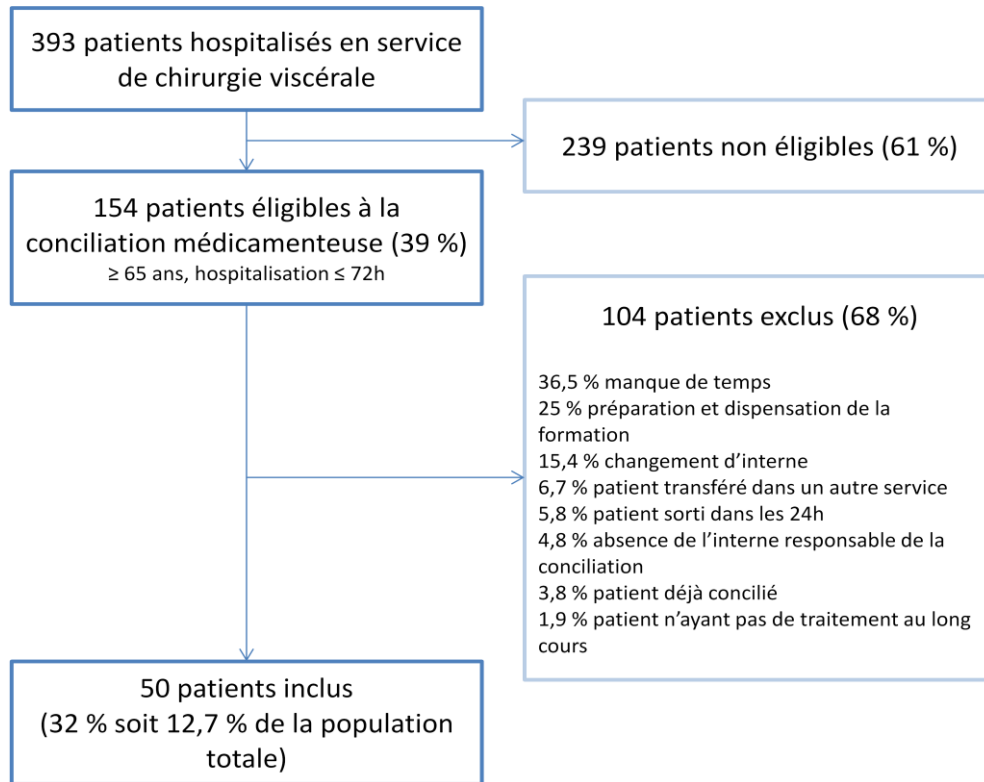 393 patients hospitalisés en service
de chirurgie viscérale
239 patients non éligibles (61 %)
154 patients éligibles à la
conciliation médicamenteuse (39 %)
≥ 65 ans, hospitalisation ≤ 72h
104 patients exclus (68 %)
36,5 % manque de temps
25 % préparation et dispensation de la
formation
15,4 % changement d’interne
6,7 % patient transféré dans un autre service
5,8 % patient sorti dans les 24h
4,8 % absence de l’interne responsable de la
conciliation
3,8 % patient déjà concilié
1,9 % patient n’ayant pas de traitement au long
cours
50 patients inclus
(32 % soit 12,7 % de la population
totale)